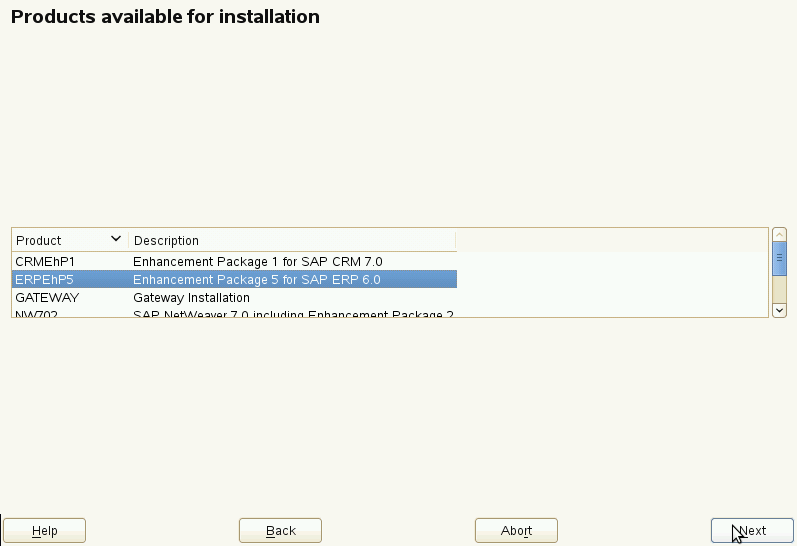 Products available for installation
Product Description
CRMEhP1 Enhancement Package 1 for SAP CRM 7.0
ERPEhP5 Enhancement Package 5 for SAP ERP 6.0
GATEWAY Gateway Installation
NW702 SAP NetWeaver 7.0 including Enhancement Package 2
Help Back Abort Next